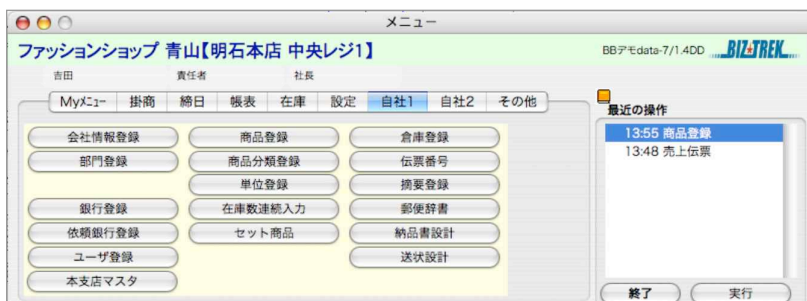 メニュー
ファッションショップ 青山【明石本店 中央レジ1】
BBデモdata-7/1.4DD BIZ★TREK
吉田 責任者 社長
Myメニュー 掛商 締日 帳表 在庫 設定 自社1 自社2 その他
最近の操作
会社情報登録 商品登録 倉庫登録
13:55 商品登録
部門登録 商品分類登録 伝票番号
13:48 売上伝票
単位登録 摘要登録
銀行登録 在庫数連続入力 郵便辞書
依頼銀行登録 セット商品 納品書設計
ユーザ登録 送状設計
本支店マスタ
終了 実行